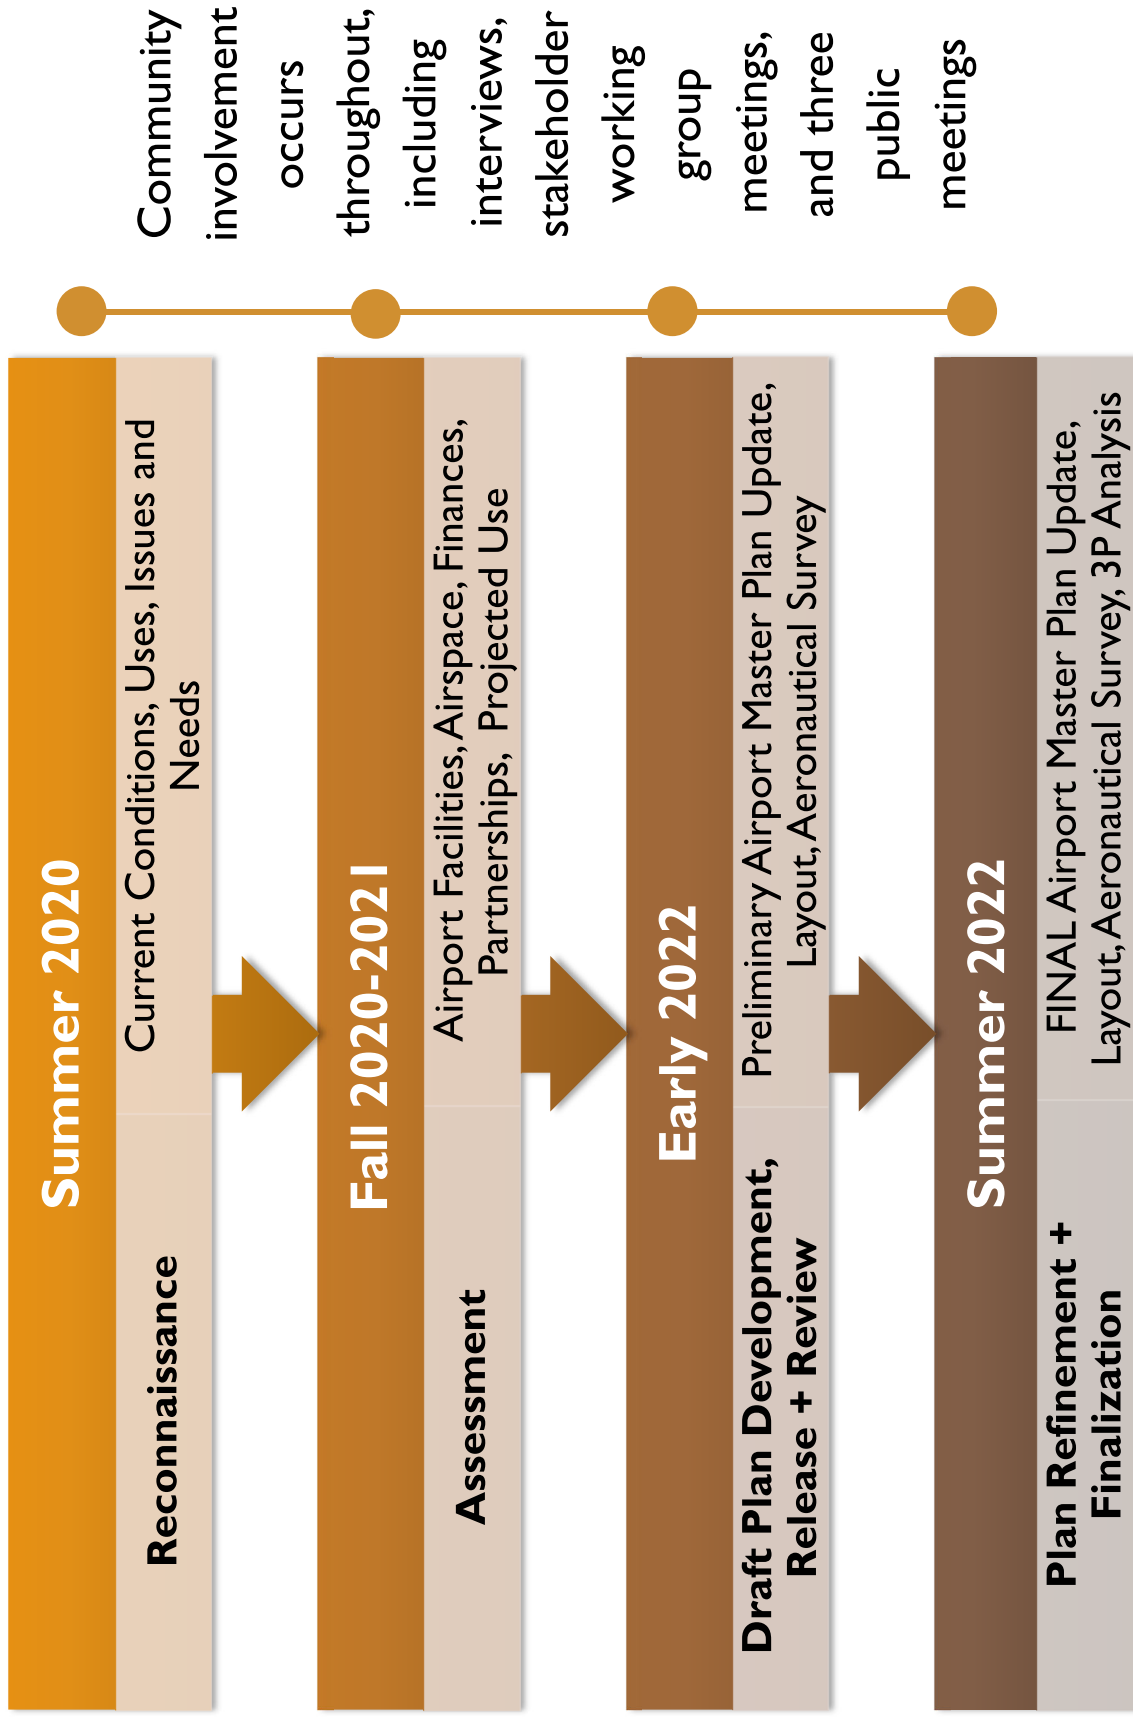 Summer 2020
Reconnaissance
Current Conditions, Uses, Issues and
Needs
Fall 2020-2021
Assessment
Airport Facilities, Airspace, Finances,
Partnerships, Projected Use
Early 2022
Draft Plan Development,
Release + Review
Preliminary Airport Master Plan Update,
Layout, Aeronautical Survey
Summer 2022
Plan Refinement +
Finalization
FINAL Airport Master Plan Update,
Layout, Aeronautical Survey, 3P Analysis
Community
involvement
occurs
throughout,
including
interviews,
stakeholder
working
group
meetings,
and three
public
meetings